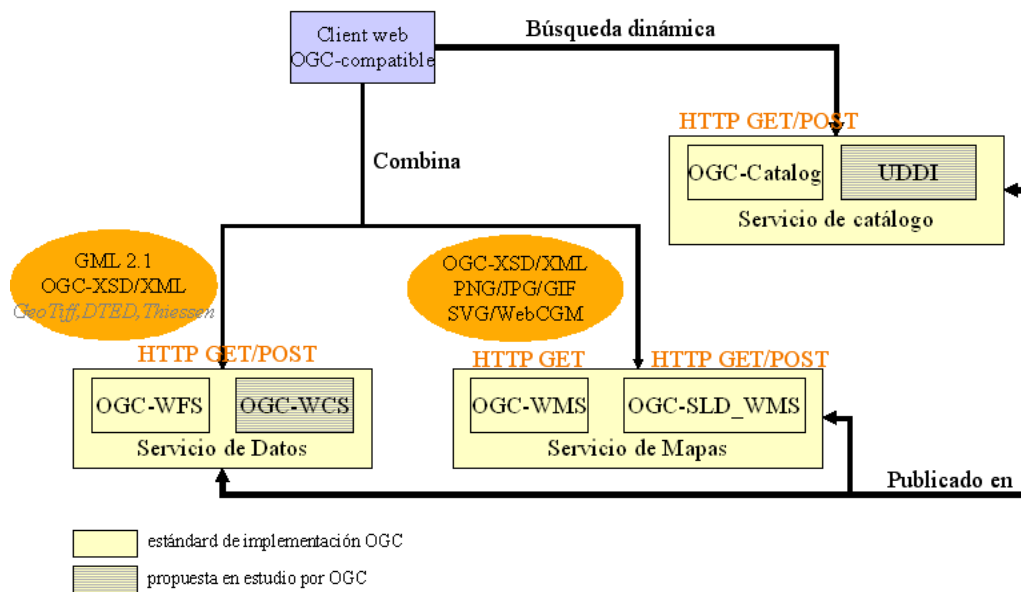 Client web
OGC-compatible
Búsqueda dinámica
HTTP GET/POST
OGC-Catalog
UDDI
Servicio de catálogo
Combina
GML 2.1
OGC-XSD/XML
GeoTiff,DTED,Thiessen
OGC-XSD/XML
PNG/JPG/GIF
SVG/WebCGM
HTTP GET/POST
HTTP GET
HTTP GET/POST
OGC-WFS
OGC-WCS
Servicio de Datos
OGC-WMS
OGC-SLD_WMS
Servicio de Mapas
Publicado en
estándard de implementación OGC
propuesta en estudio por OGC